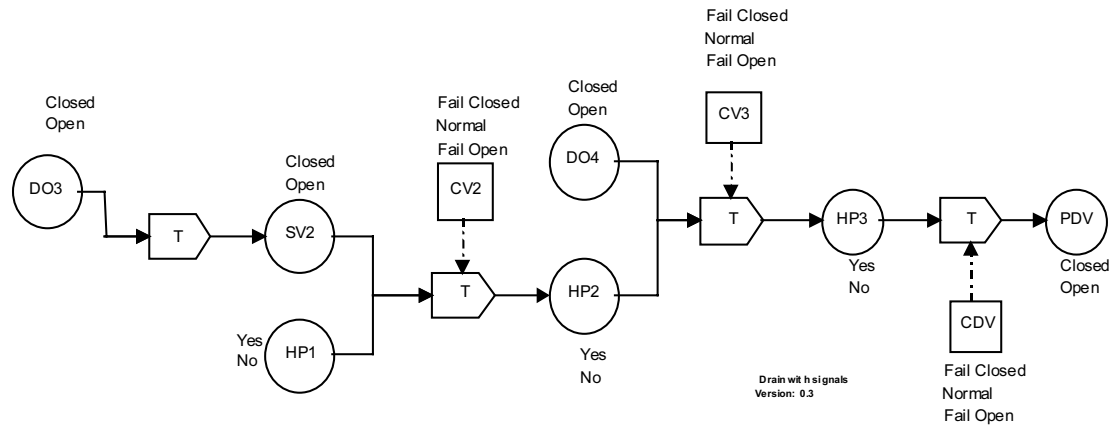 Closed
Open
DO3
T
Closed
Open
SV2
Yes
No
HP1
Fail Closed
Normal
Fail Open
CV2
T
HP2
Yes
No
Closed
Open
DO4
Fail Closed
Normal
Fail Open
CV3
T
HP3
Yes
No
T
PDV
Closed
Open
CDV
Fail Closed
Normal
Fail Open
Drain with signals
Version: 0.3